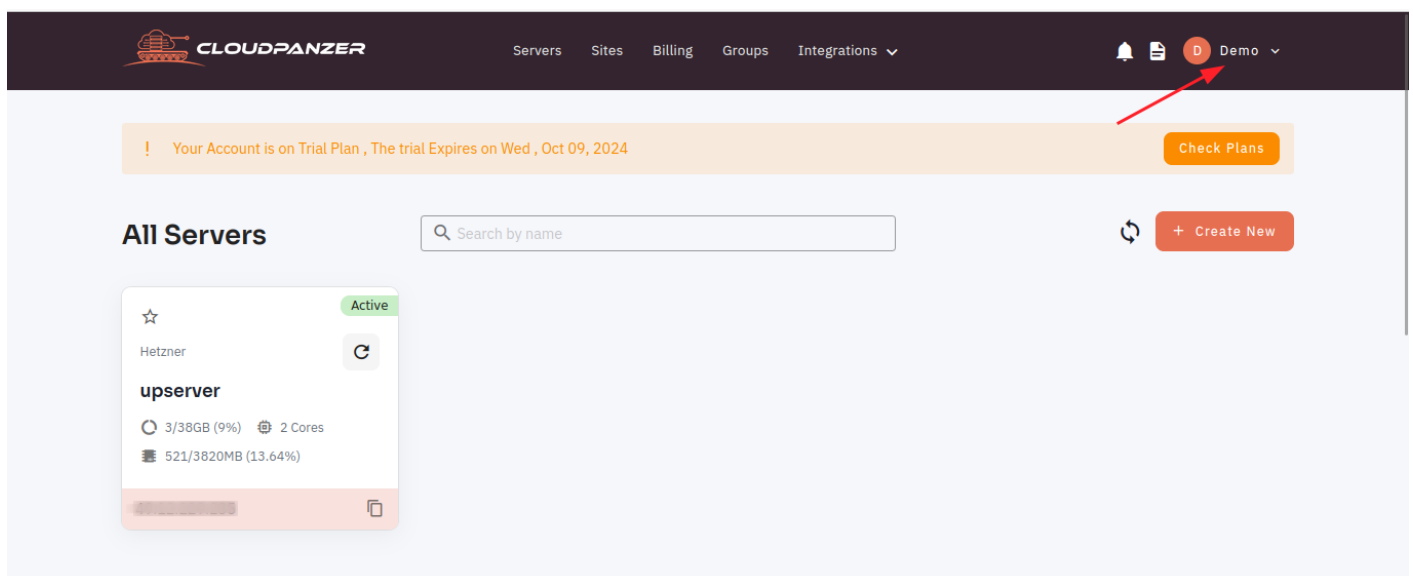 CLOUDPANZER
Servers Sites Billing Groups Integrations
D Demo
! Your Account is on Trial Plan , The trial Expires on Wed , Oct 09, 2024
Check Plans
All Servers
Search by name
+ Create New
Active
Hetzner
upserver
3/38GB (9%) 2 Cores
521/3820MB (13.64%)